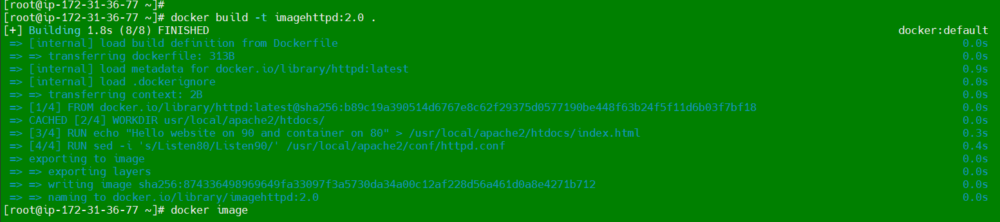 [root@ip-172-31-36-77 ~]#
[root@ip-172-31-36-77 ~]# docker build -t imagehttpd:2.0 .
[+] Building 1.8s (8/8) FINISHED docker:default
=> [internal] load build definition from Dockerfile 0.0s
=> => transferring dockerfile: 313B 0.0s
=> [internal] load metadata for docker.io/library/httpd:latest 0.9s
=> [internal] load .dockerignore 0.0s
=> => transferring context: 2B 0.0s
=> [1/4] FROM docker.io/library/httpd:latest@sha256:b89c19a390514d6767e8c62f29375d0577190be448f63b24f5f11d6b03f7bf18 0.0s
=> CACHED [2/4] WORKDIR usr/local/apache2/htdocs/ 0.0s
=> [3/4] RUN echo "Hello website on 90 and container on 80" > /usr/local/apache2/htdocs/index.html 0.3s
=> [4/4] RUN sed -i 's/Listen80/Listen90/' /usr/local/apache2/conf/httpd.conf 0.4s
=> exporting to image 0.0s
=> => exporting layers 0.0s
=> => writing image sha256:874336498969649fa33097f3a5730da34a00c12af228d56a461d0a8e4271b712 0.0s
=> => naming to docker.io/library/imagehttpd:2.0 0.0s
[root@ip-172-31-36-77 ~]# docker image